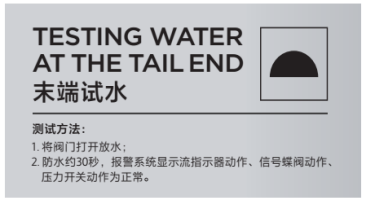 TESTING WATER
AT THE TAIL END
末端试水
测试方法：
1. 将阀门打开放水；
2. 防水约30秒，报警系统显示流指示器动作、信号蝶阀动作、
压力开关动作为正常。